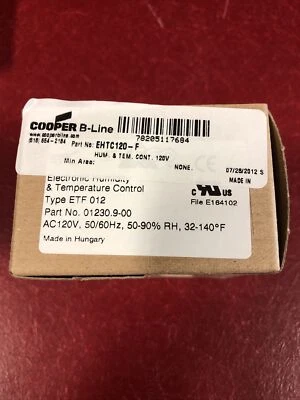 COOPER B-Line
www.cooperbline.com
(618) 654-2184
78205117684
Part No: EHTC120-F
HUM. & TEM. CONT. 120V
Min Area:
NONE.
07/28/2012 S
MADE IN
Electronic Humidity
& Temperature Control
Type ETF 012
Part No. 01230.9-00
AC120V, 50/60Hz, 50-90% RH, 32-140°F
Made in Hungary
C US
File E164102